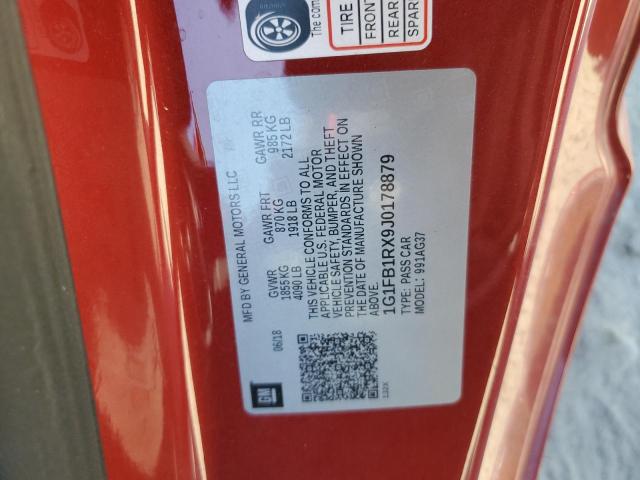 The com
TIRE
FRONT
REAR
SPAR
MFD BY GENERAL MOTORS LLC
06/18
GVWR GAWR FRT GAWR RR
1855 KG 870 KG 985 KG
4090 LB 1918 LB 2172 LB
THIS VEHICLE CONFORMS TO ALL
APPLICABLE U.S. FEDERAL MOTOR
VEHICLE SAFETY, BUMPER, AND THEFT
PREVENTION STANDARDS IN EFFECT ON
THE DATE OF MANUFACTURE SHOWN
ABOVE.
1G1FB1RX9J0178879
TYPE: PASS CAR
MODEL: 991AG37
GM